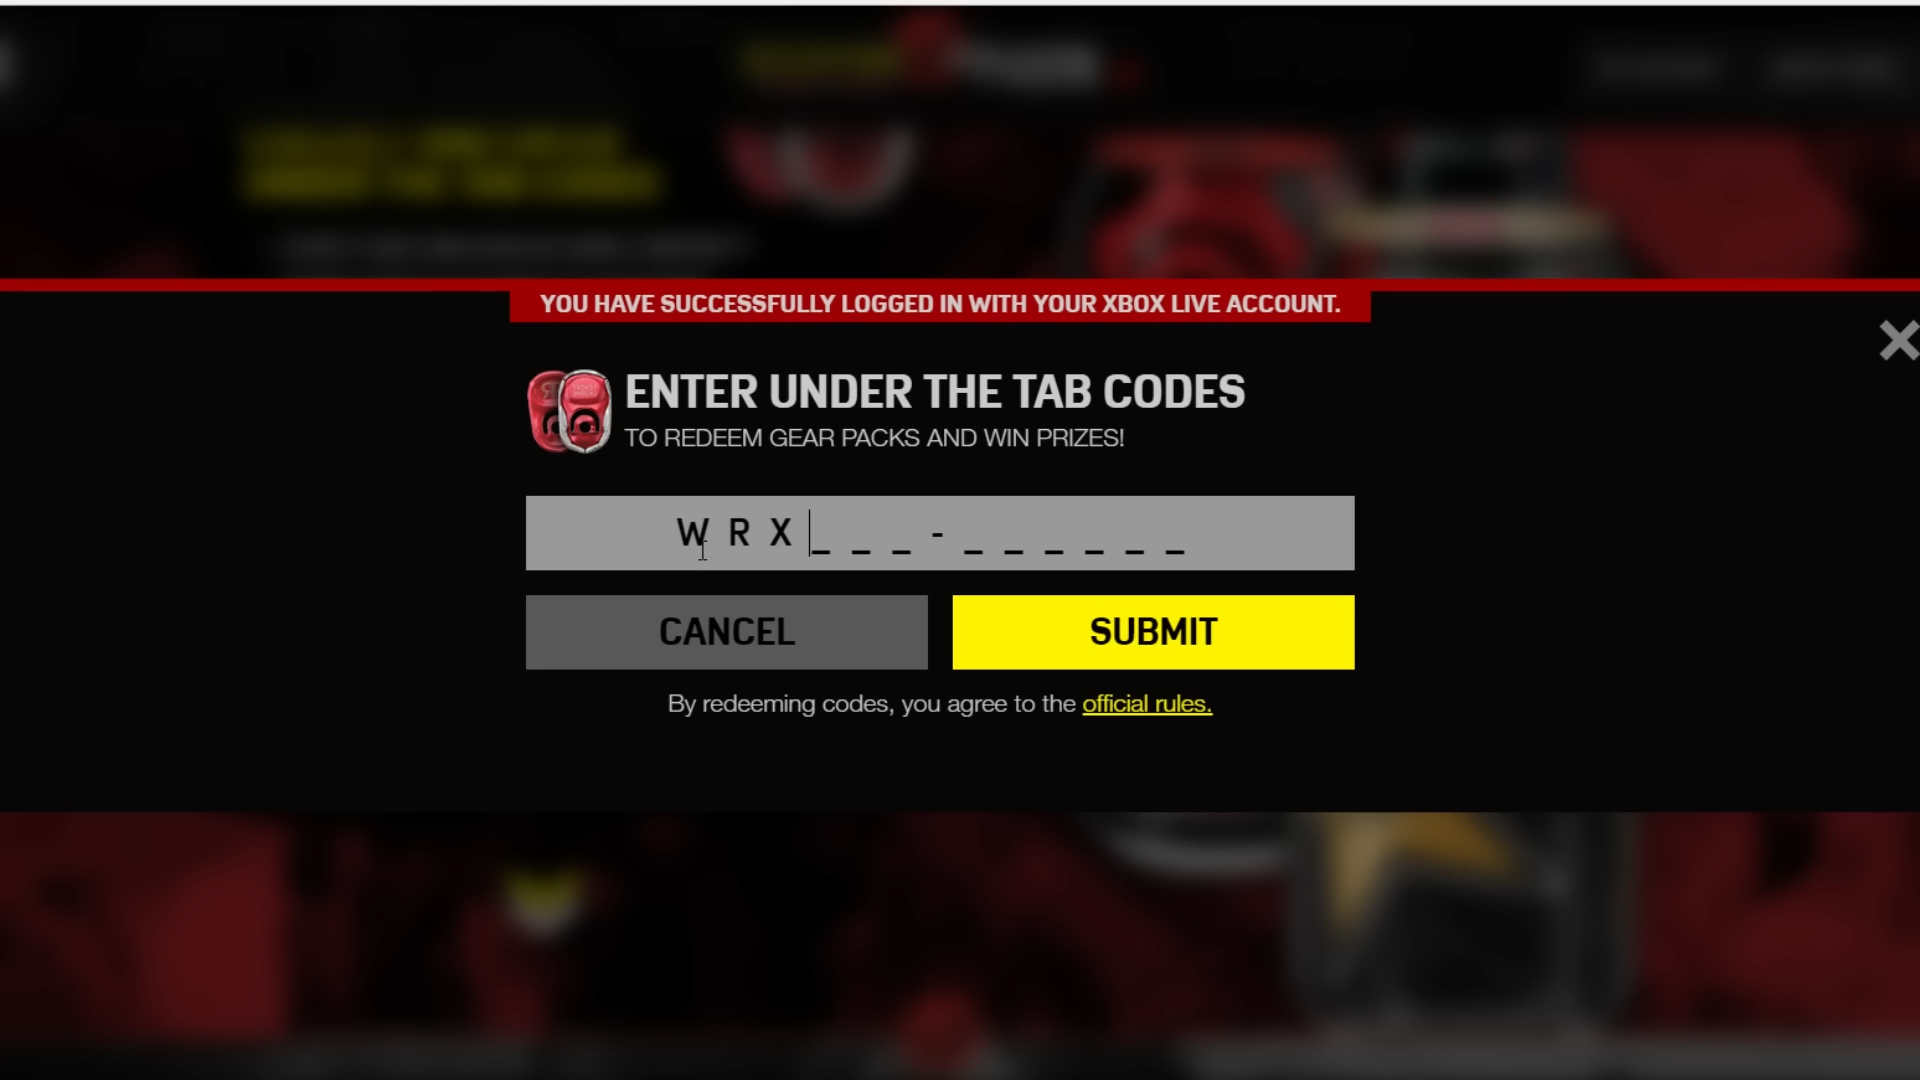 YOU HAVE SUCCESSFULLY LOGGED IN WITH YOUR XBOX LIVE ACCOUNT.
ENTER UNDER THE TAB CODES
TO REDEEM GEAR PACKS AND WIN PRIZES!
W R X _ _ _ - _ _ _ _ _ _
CANCEL SUBMIT
By redeeming codes, you agree to the official rules.